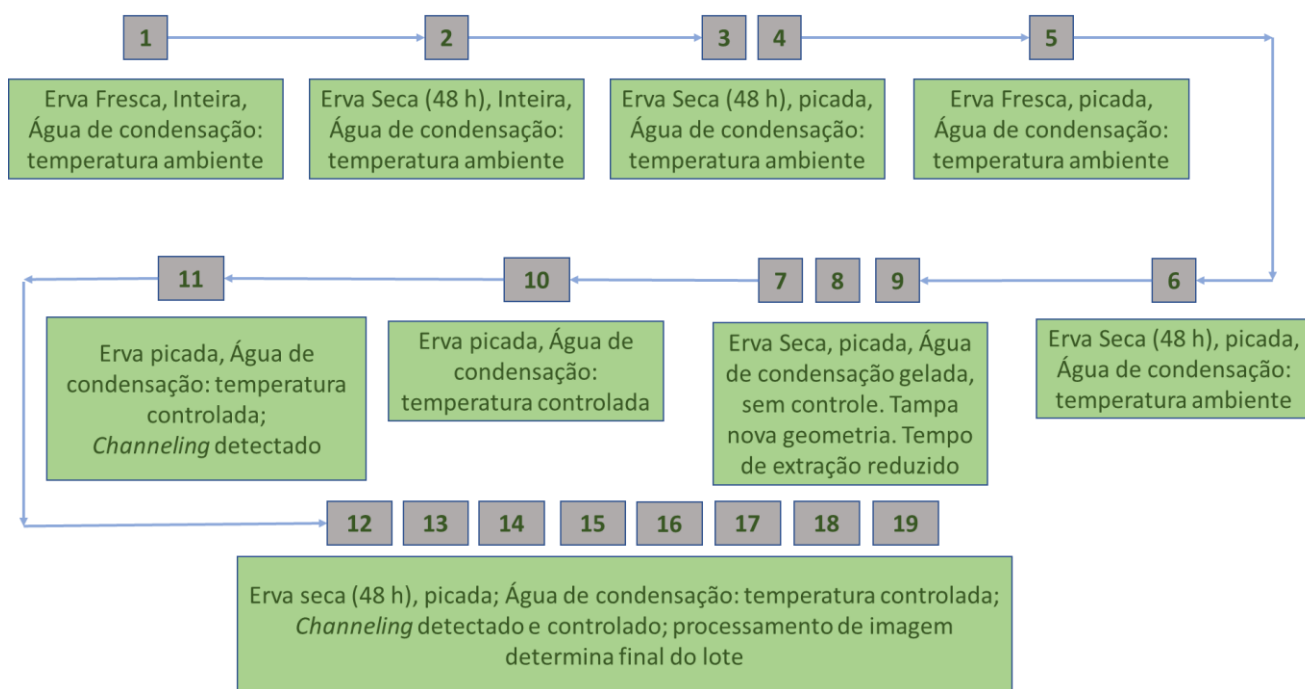 1
2
3
4
5
Erva Fresca, Inteira,
Água de condensação:
temperatura ambiente
Erva Seca (48 h), Inteira,
Água de condensação:
temperatura ambiente
Erva Seca (48 h), picada,
Água de condensação:
temperatura ambiente
Erva Fresca, picada,
Água de condensação:
temperatura ambiente
11
10
7
8
9
6
Erva picada, Água de
condensação: temperatura
controlada;
Channeling detectado
Erva picada, Água de
condensação:
temperatura controlada
Erva Seca, picada, Água
de condensação gelada,
sem controle. Tampa
nova geometria. Tempo
de extração reduzido
Erva Seca (48 h), picada,
Água de condensação:
temperatura ambiente
12
13
14
15
16
17
18
19
Erva seca (48 h), picada; Água de condensação: temperatura controlada;
Channeling detectado e controlado; processamento de imagem
determina final do lote